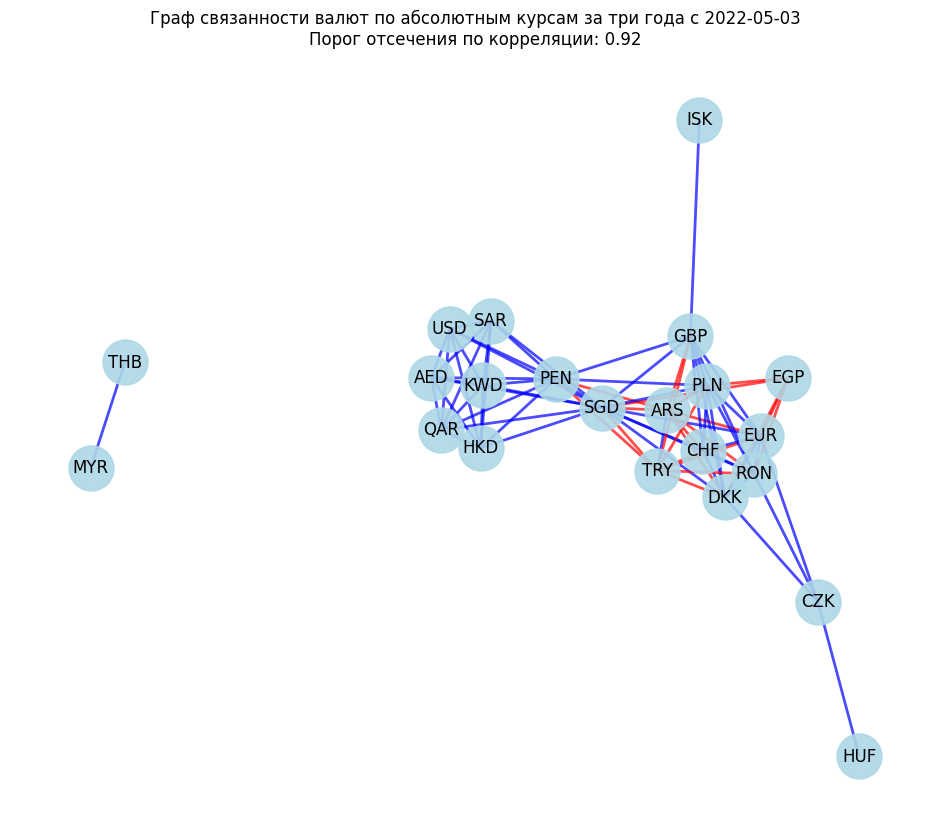 Граф связанности валют по абсолютным курсам за три года с 2022-05-03
Порог отсечения по корреляции: 0.92
ISK
SAR
USD
GBP
THB
AED
KWD
PEN
PLN
EGP
SGD
ARS
QAR
HKD
EUR
CHF
MYR
TRY
RON
DKK
CZK
HUF